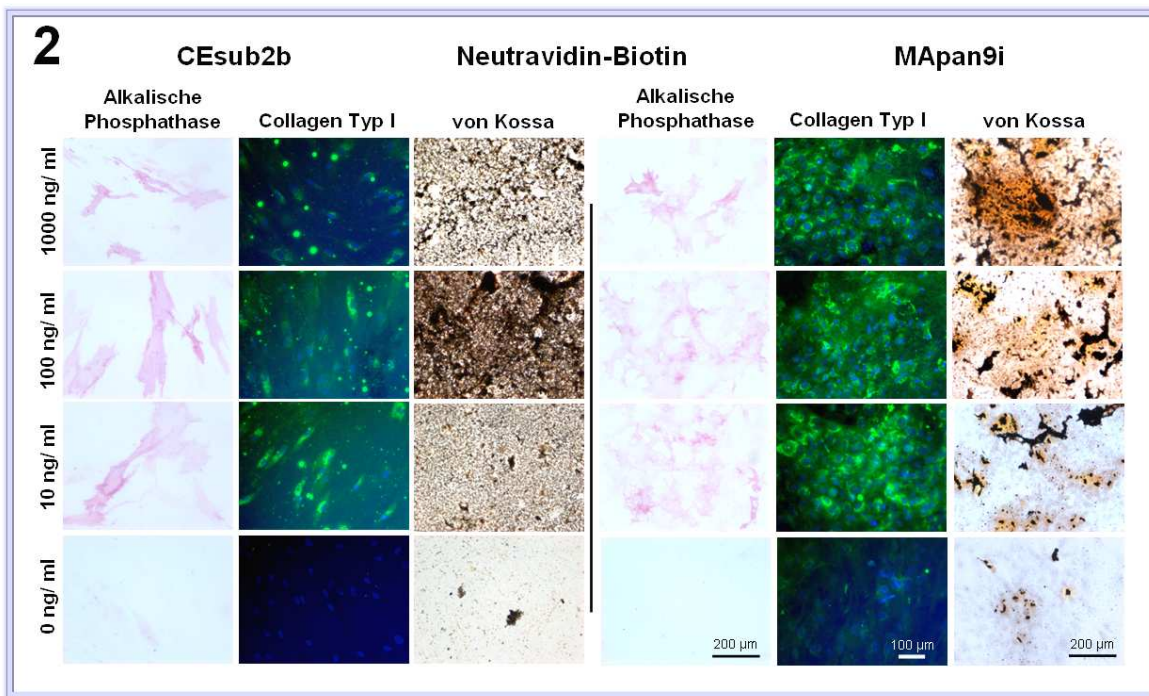 2
CEsub2b Neutravidin-Biotin MApan9i
Alkalische
Phosphathase
Collagen Typ I
von Kossa
Alkalische
Phosphathase
Collagen Typ I
von Kossa
1000 ng/ ml
100 ng/ ml
10 ng/ ml
0 ng/ ml
200 µm
100 µm
200 µm